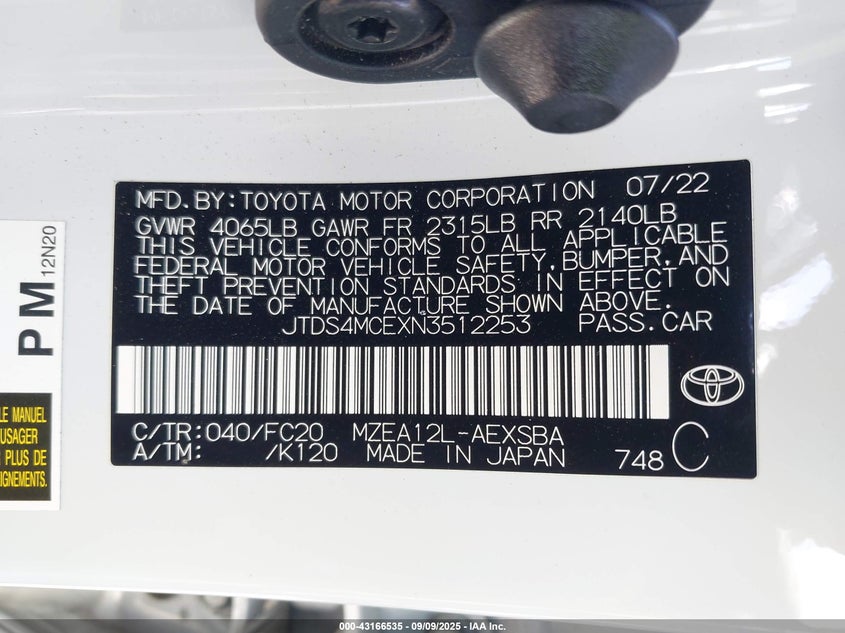 MFD. BY: TOYOTA MOTOR CORPORATION 07/22
GVWR 4065LB GAWR FR 2315LB RR 2140LB
THIS VEHICLE CONFORMS TO ALL APPLICABLE
FEDERAL MOTOR VEHICLE SAFETY, BUMPER, AND
THEFT PREVENTION STANDARDS IN EFFECT ON
THE DATE OF MANUFACTURE SHOWN ABOVE.
JTDS4MCEXN3512253 PASS. CAR
C/TR: 040/FC20 MZEA12L-AEXSBA
A/TM: /K120 MADE IN JAPAN 748 C
PM 12N20
LE MANUEL
USAGER
PLUS DE
IGNEMENTS.
000-43166535 - 09/09/2025 - IAA Inc.